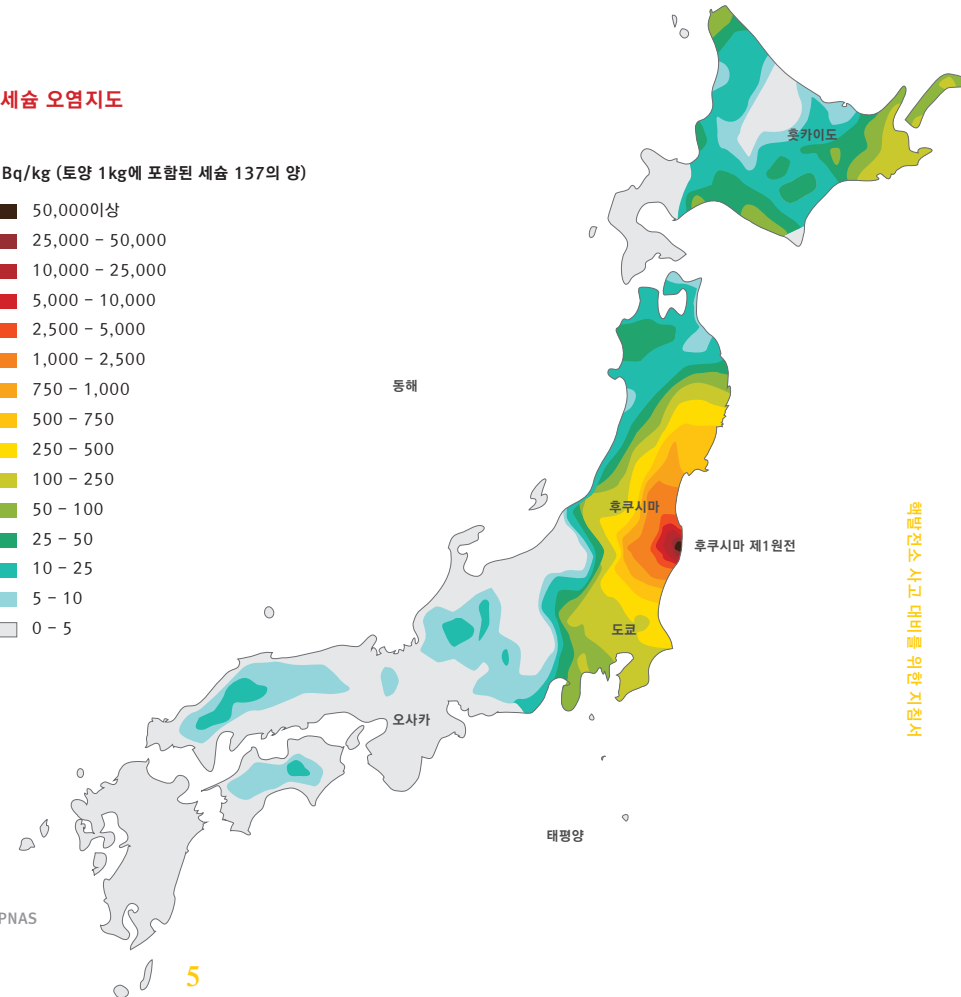 세슘 오염지도
Bq/kg (토양 1kg에 포함된 세슘 137의 양)
50,000이상
25,000 – 50,000
10,000 – 25,000
5,000 – 10,000
2,500 – 5,000
1,000 – 2,500
750 – 1,000
500 – 750
250 – 500
100 – 250
50 – 100
25 – 50
10 – 25
5 – 10
0 – 5
홋카이도
동해
후쿠시마
후쿠시마 제1원전
도쿄
오사카
태평양
핵발전소 사고 대비를 위한 지침서
PNAS
5